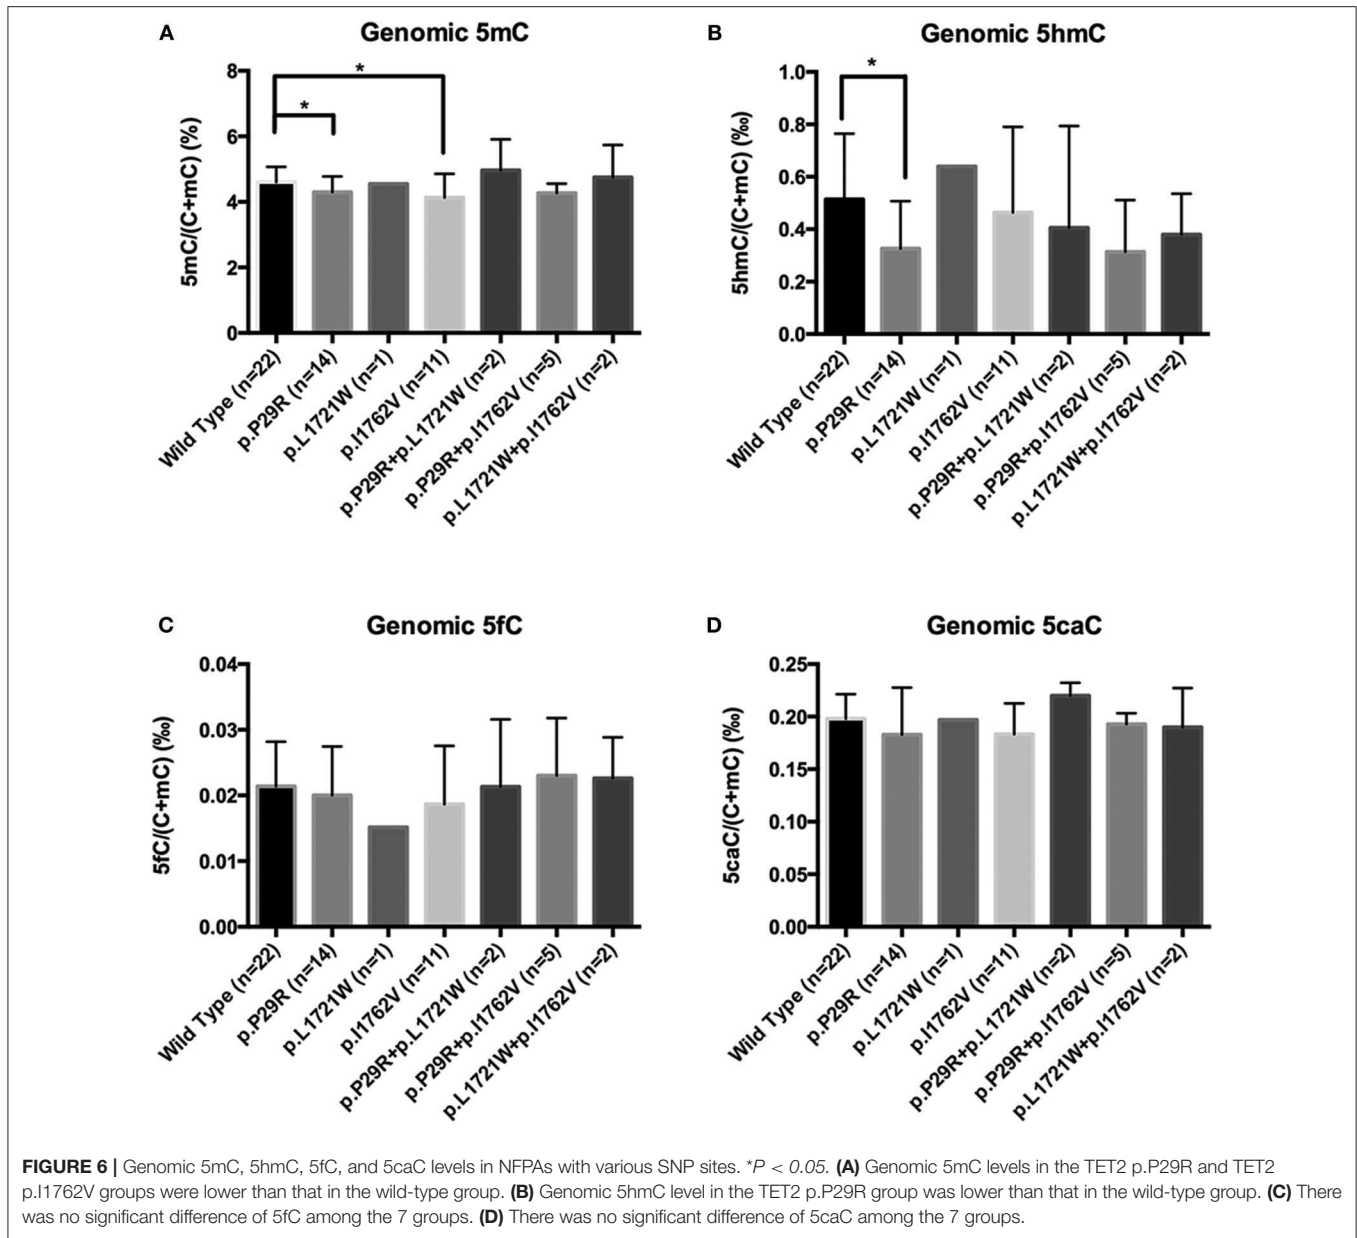 A
Genomic 5mC
5mC/(C+mC) (%)
8
6
4
2
0
*
*
Wild Type (n=22)
p.P29R (n=14)
p.L1721W (n=1)
p.I1762V (n=11)
p.P29R+p.L1721W (n=2)
p.P29R+p.I1762V (n=5)
p.L1721W+p.I1762V (n=2)
B
Genomic 5hmC
5hmC/(C+mC) (‰)
1.0
0.8
0.6
0.4
0.2
0.0
*
Wild Type (n=22)
p.P29R (n=14)
p.L1721W (n=1)
p.I1762V (n=11)
p.P29R+p.L1721W (n=2)
p.P29R+p.I1762V (n=5)
p.L1721W+p.I1762V (n=2)
C
Genomic 5fC
5fC/(C+mC) (‰)
0.04
0.03
0.02
0.01
0.00
Wild Type (n=22)
p.P29R (n=14)
p.L1721W (n=1)
p.I1762V (n=11)
p.P29R+p.L1721W (n=2)
p.P29R+p.I1762V (n=5)
p.L1721W+p.I1762V (n=2)
D
Genomic 5caC
5caC/(C+mC) (‰)
0.25
0.20
0.15
0.10
0.05
0.00
Wild Type (n=22)
p.P29R (n=14)
p.L1721W (n=1)
p.I1762V (n=11)
p.P29R+p.L1721W (n=2)
p.P29R+p.I1762V (n=5)
p.L1721W+p.I1762V (n=2)
FIGURE 6 | Genomic 5mC, 5hmC, 5fC, and 5caC levels in NFPAs with various SNP sites. *P < 0.05. (A) Genomic 5mC levels in the TET2 p.P29R and TET2
p.I1762V groups were lower than that in the wild-type group. (B) Genomic 5hmC level in the TET2 p.P29R group was lower than that in the wild-type group. (C) There
was no significant difference of 5fC among the 7 groups. (D) There was no significant difference of 5caC among the 7 groups.